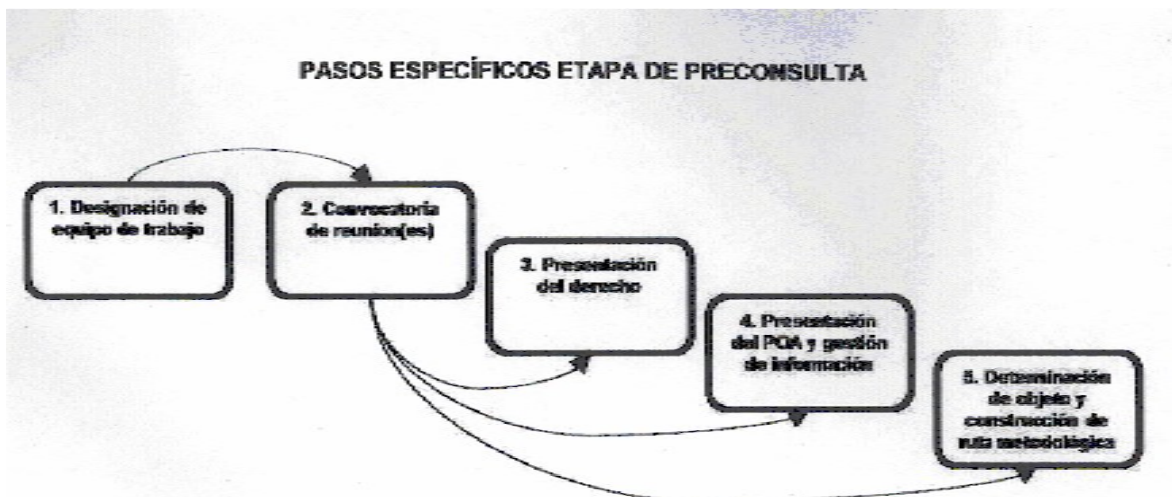 PASOS ESPECÍFICOS ETAPA DE PRECONSULTA
1. Designación de
equipo de trabajo
2. Convocatoria
de reunion(es)
3. Presentación
del derecho
4. Presentación
del POA y gestión
de información
5. Determinación
de objeto y
construcción de
ruta metodológica